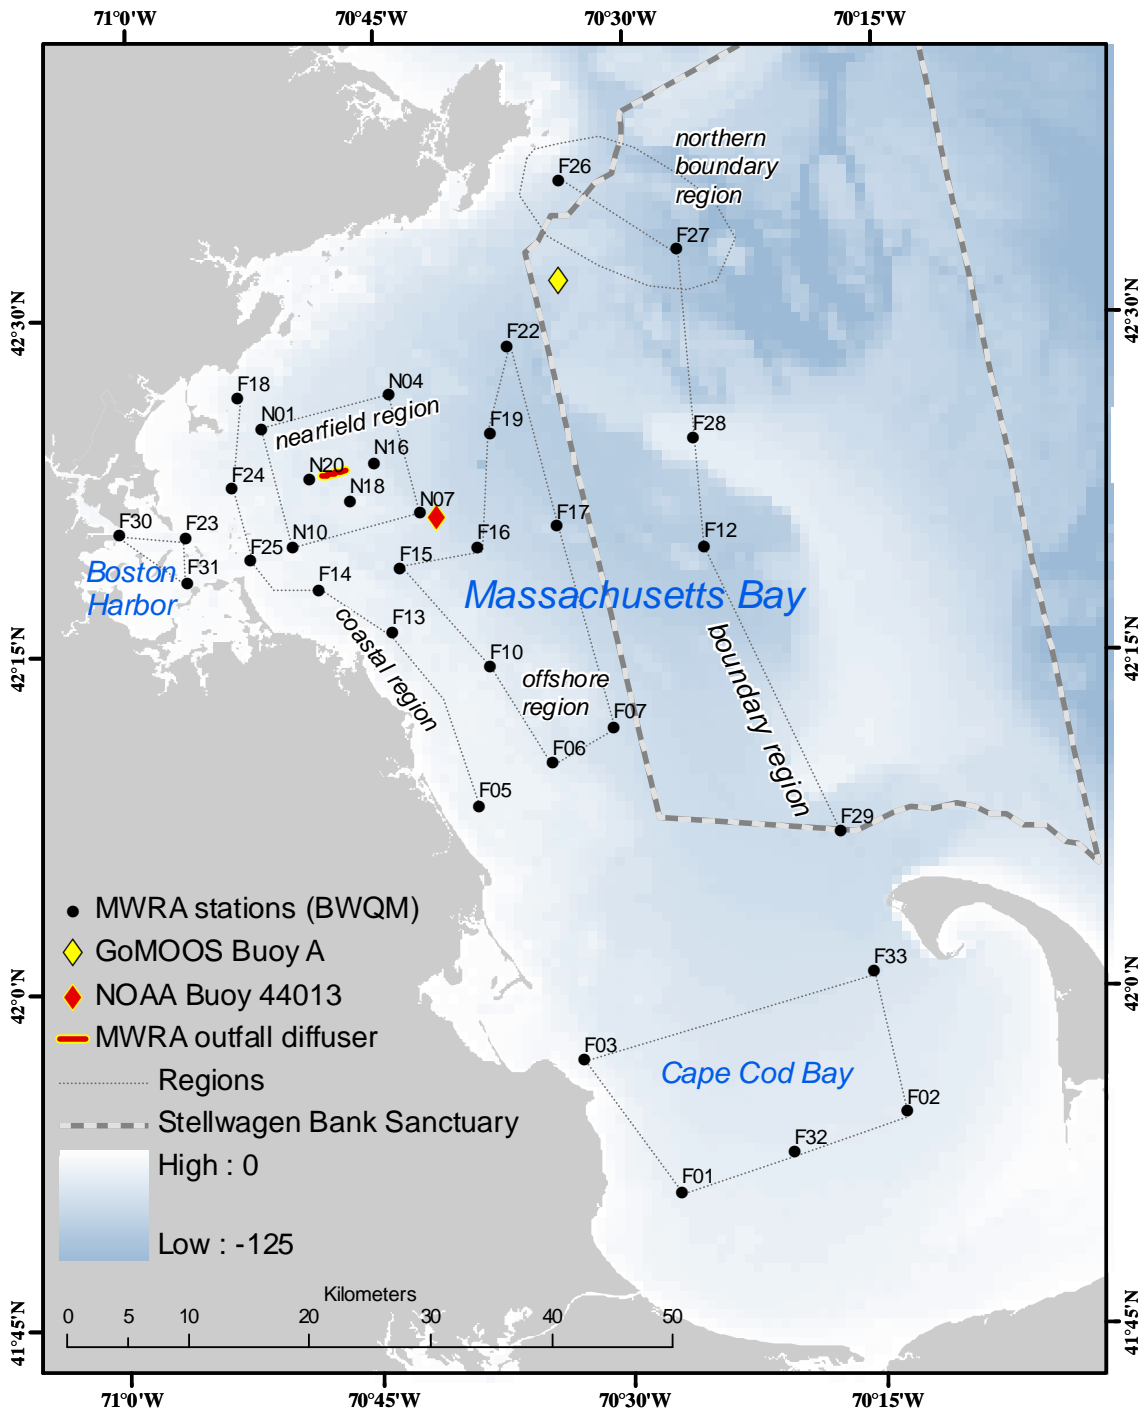 71°0'W 70°45'W 70°30'W 70°15'W
northern
boundary
region
F26
F27
42°30'N
42°30'N
F22
F18
N04
N01
nearfield region
F19
F28
N16
N20
F24
N18
N07
F17
F30
F23
N10
F16
F12
F25
F15
Boston
Harbor
F31
F14
Massachusetts Bay
F13
coastal region
boundary region
42°15'N
42°15'N
F10
offshore
region
F07
F06
F05
F29
MWRA stations (BWQM)
GoMOOS Buoy A
NOAA Buoy 44013
MWRA outfall diffuser
Regions
Stellwagen Bank Sanctuary
High : 0
Low : -125
F33
42°0'N
42°0'N
F03
Cape Cod Bay
F02
F32
F01
Kilometers
0 5 10 20 30 40 50
41°45'N
41°45'N
71°0'W 70°45'W 70°30'W 70°15'W